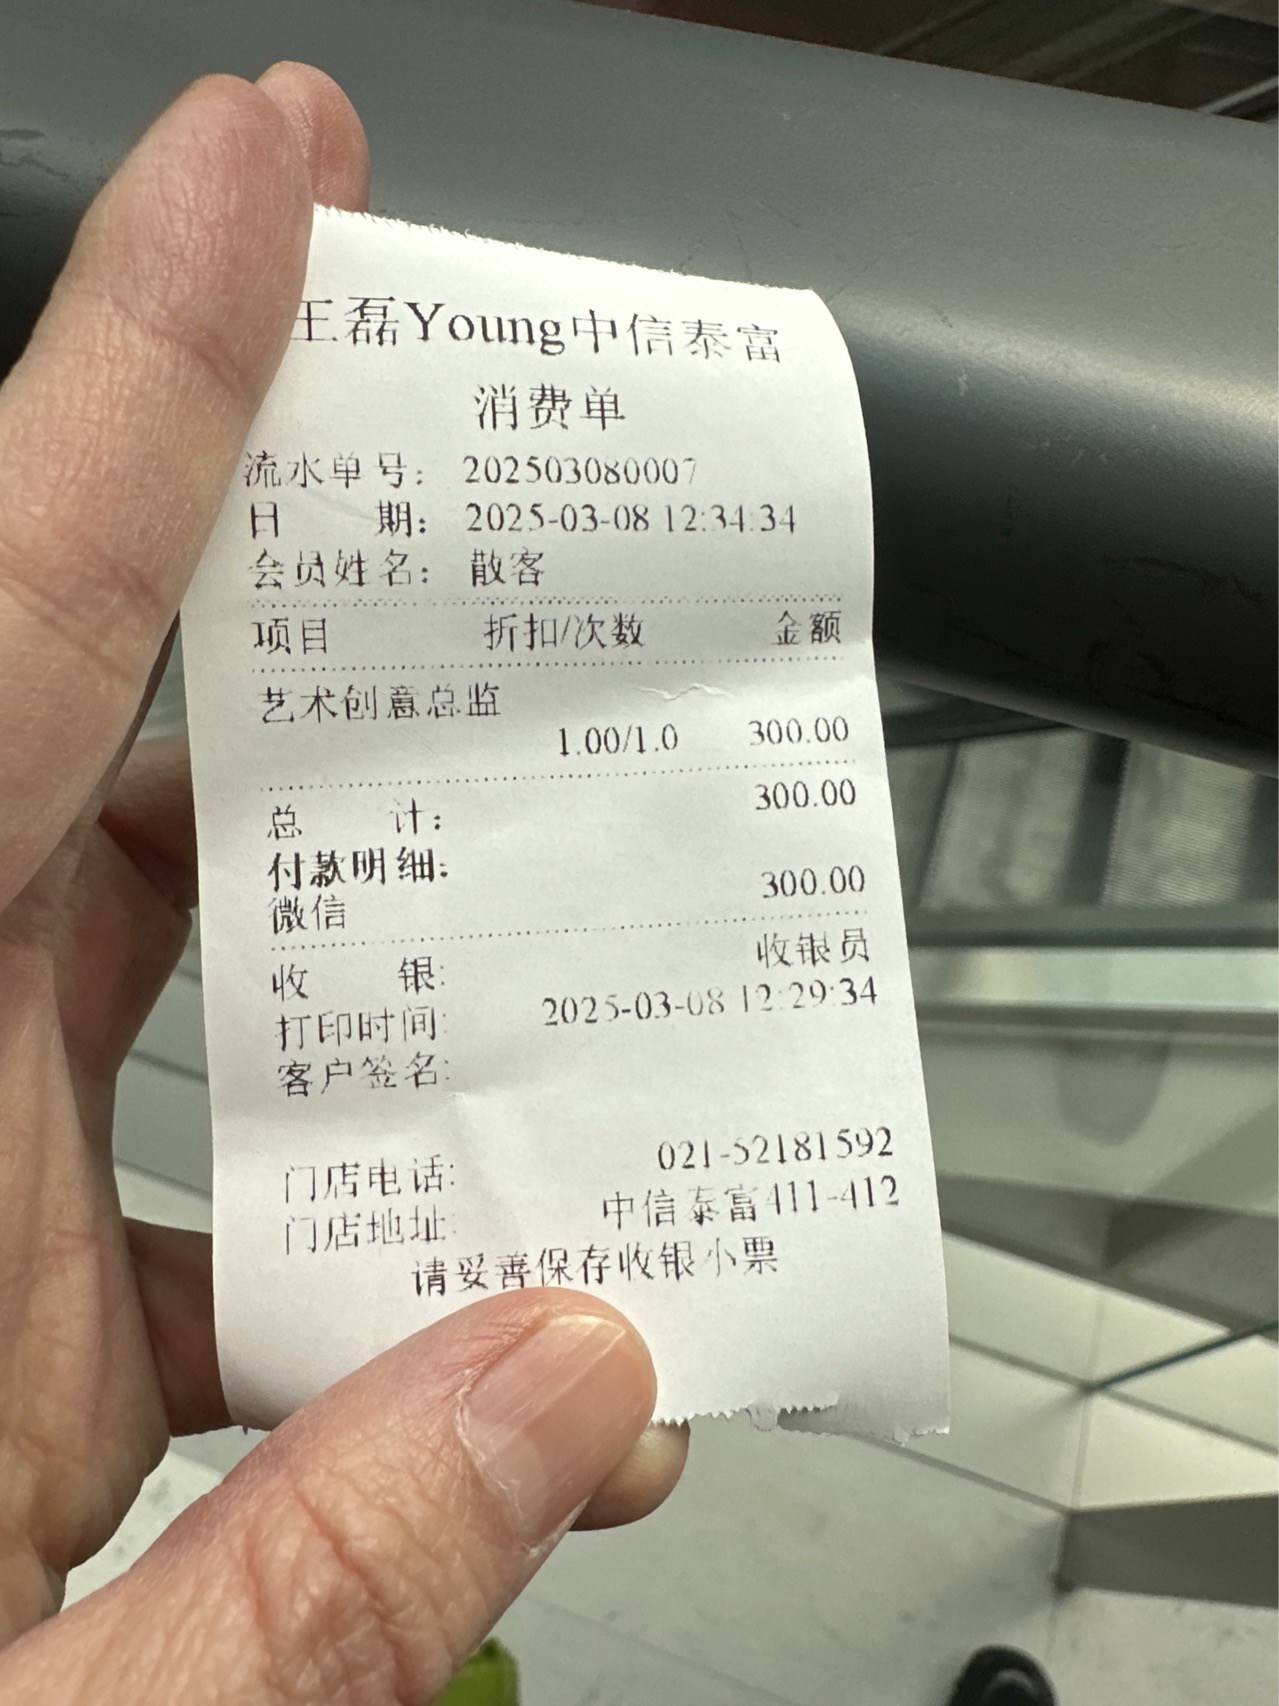 王磊Young中信泰富
消费单
流水单号： 202503080007
日 期： 2025-03-08 12:34:34
会员姓名： 散客
项目 折扣/次数 金额
艺术创意总监
1.00/1.0 300.00
总 计： 300.00
付款明细：
微信 300.00
收 银: 收银员
打印时间: 2025-03-08 12:29:34
客户签名:
门店电话: 021-52181592
门店地址: 中信泰富411-412
请妥善保存收银小票